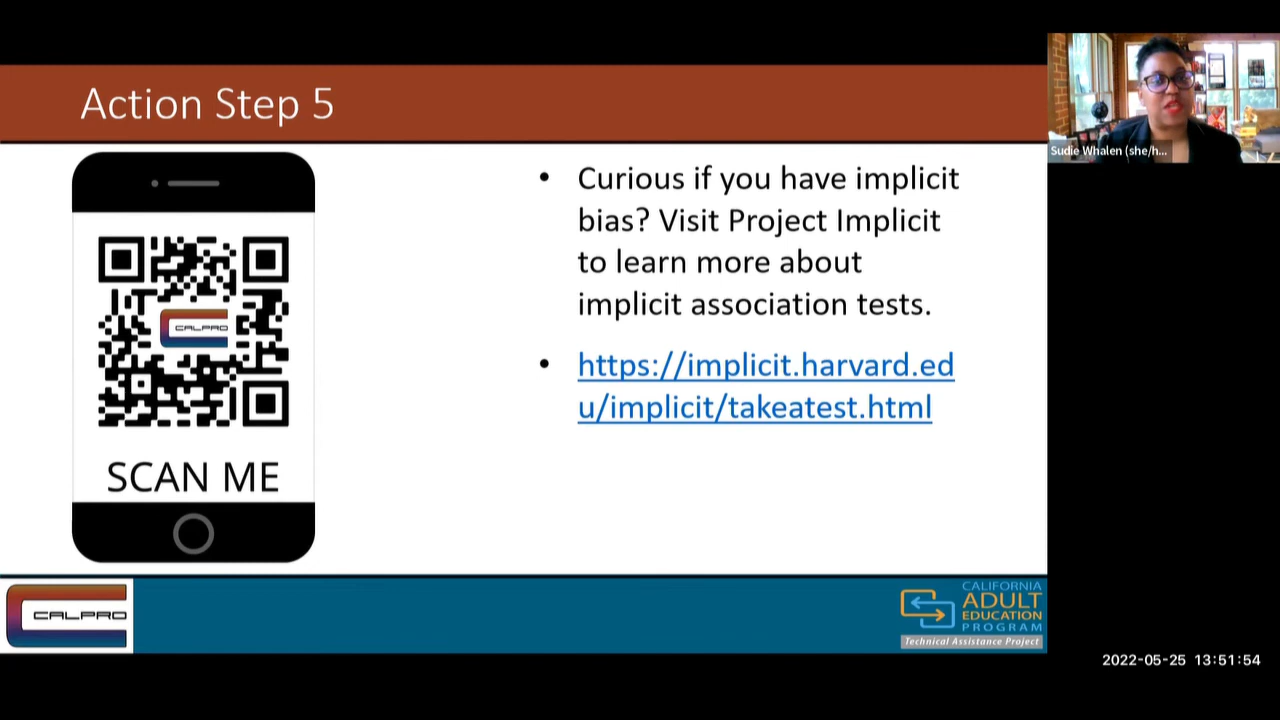 Action Step 5
Sudie Whalen (she/h...
CALPRO
SCAN ME
• Curious if you have implicit
bias? Visit Project Implicit
to learn more about
implicit association tests.
• https://implicit.harvard.ed
u/implicit/takeatest.html
CALPRO
CALIFORNIA
ADULT
EDUCATION
PROGRAM
Technical Assistance Project
2022-05-25 13:51:54